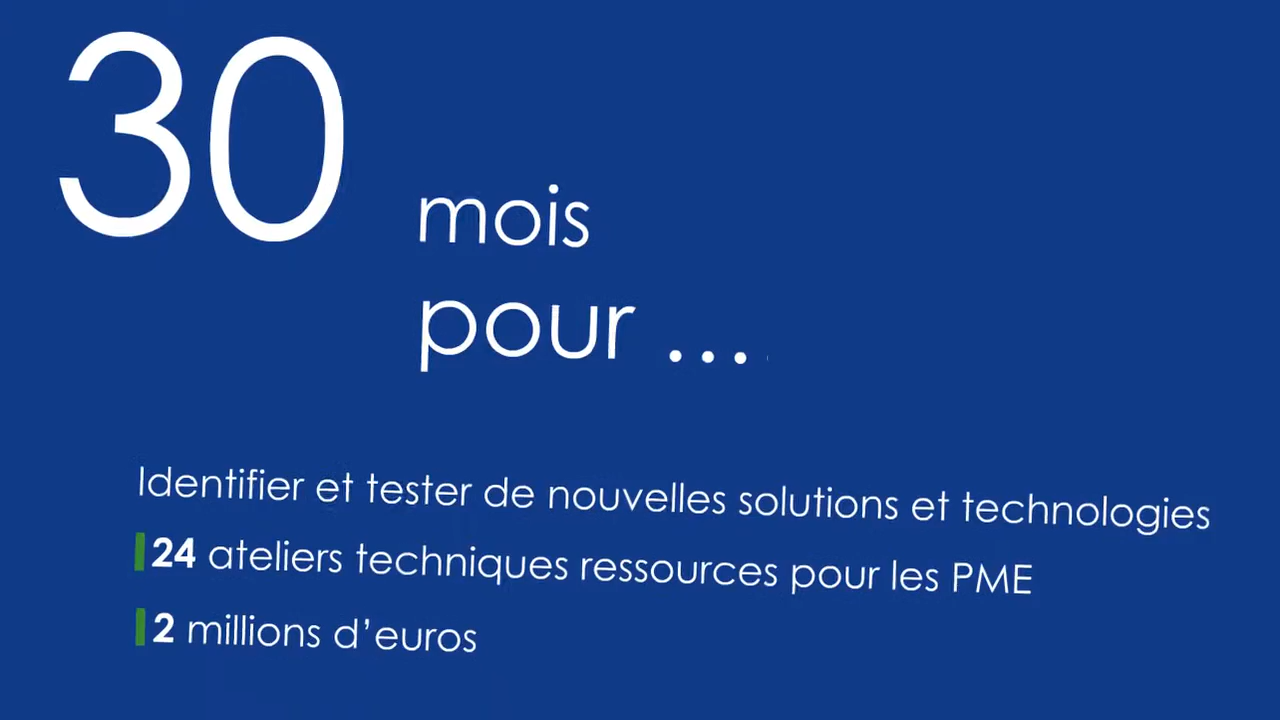 30
mois
pour ...
Identifier et tester de nouvelles solutions et technologies
24 ateliers techniques ressources pour les PME
2 millions d’euros